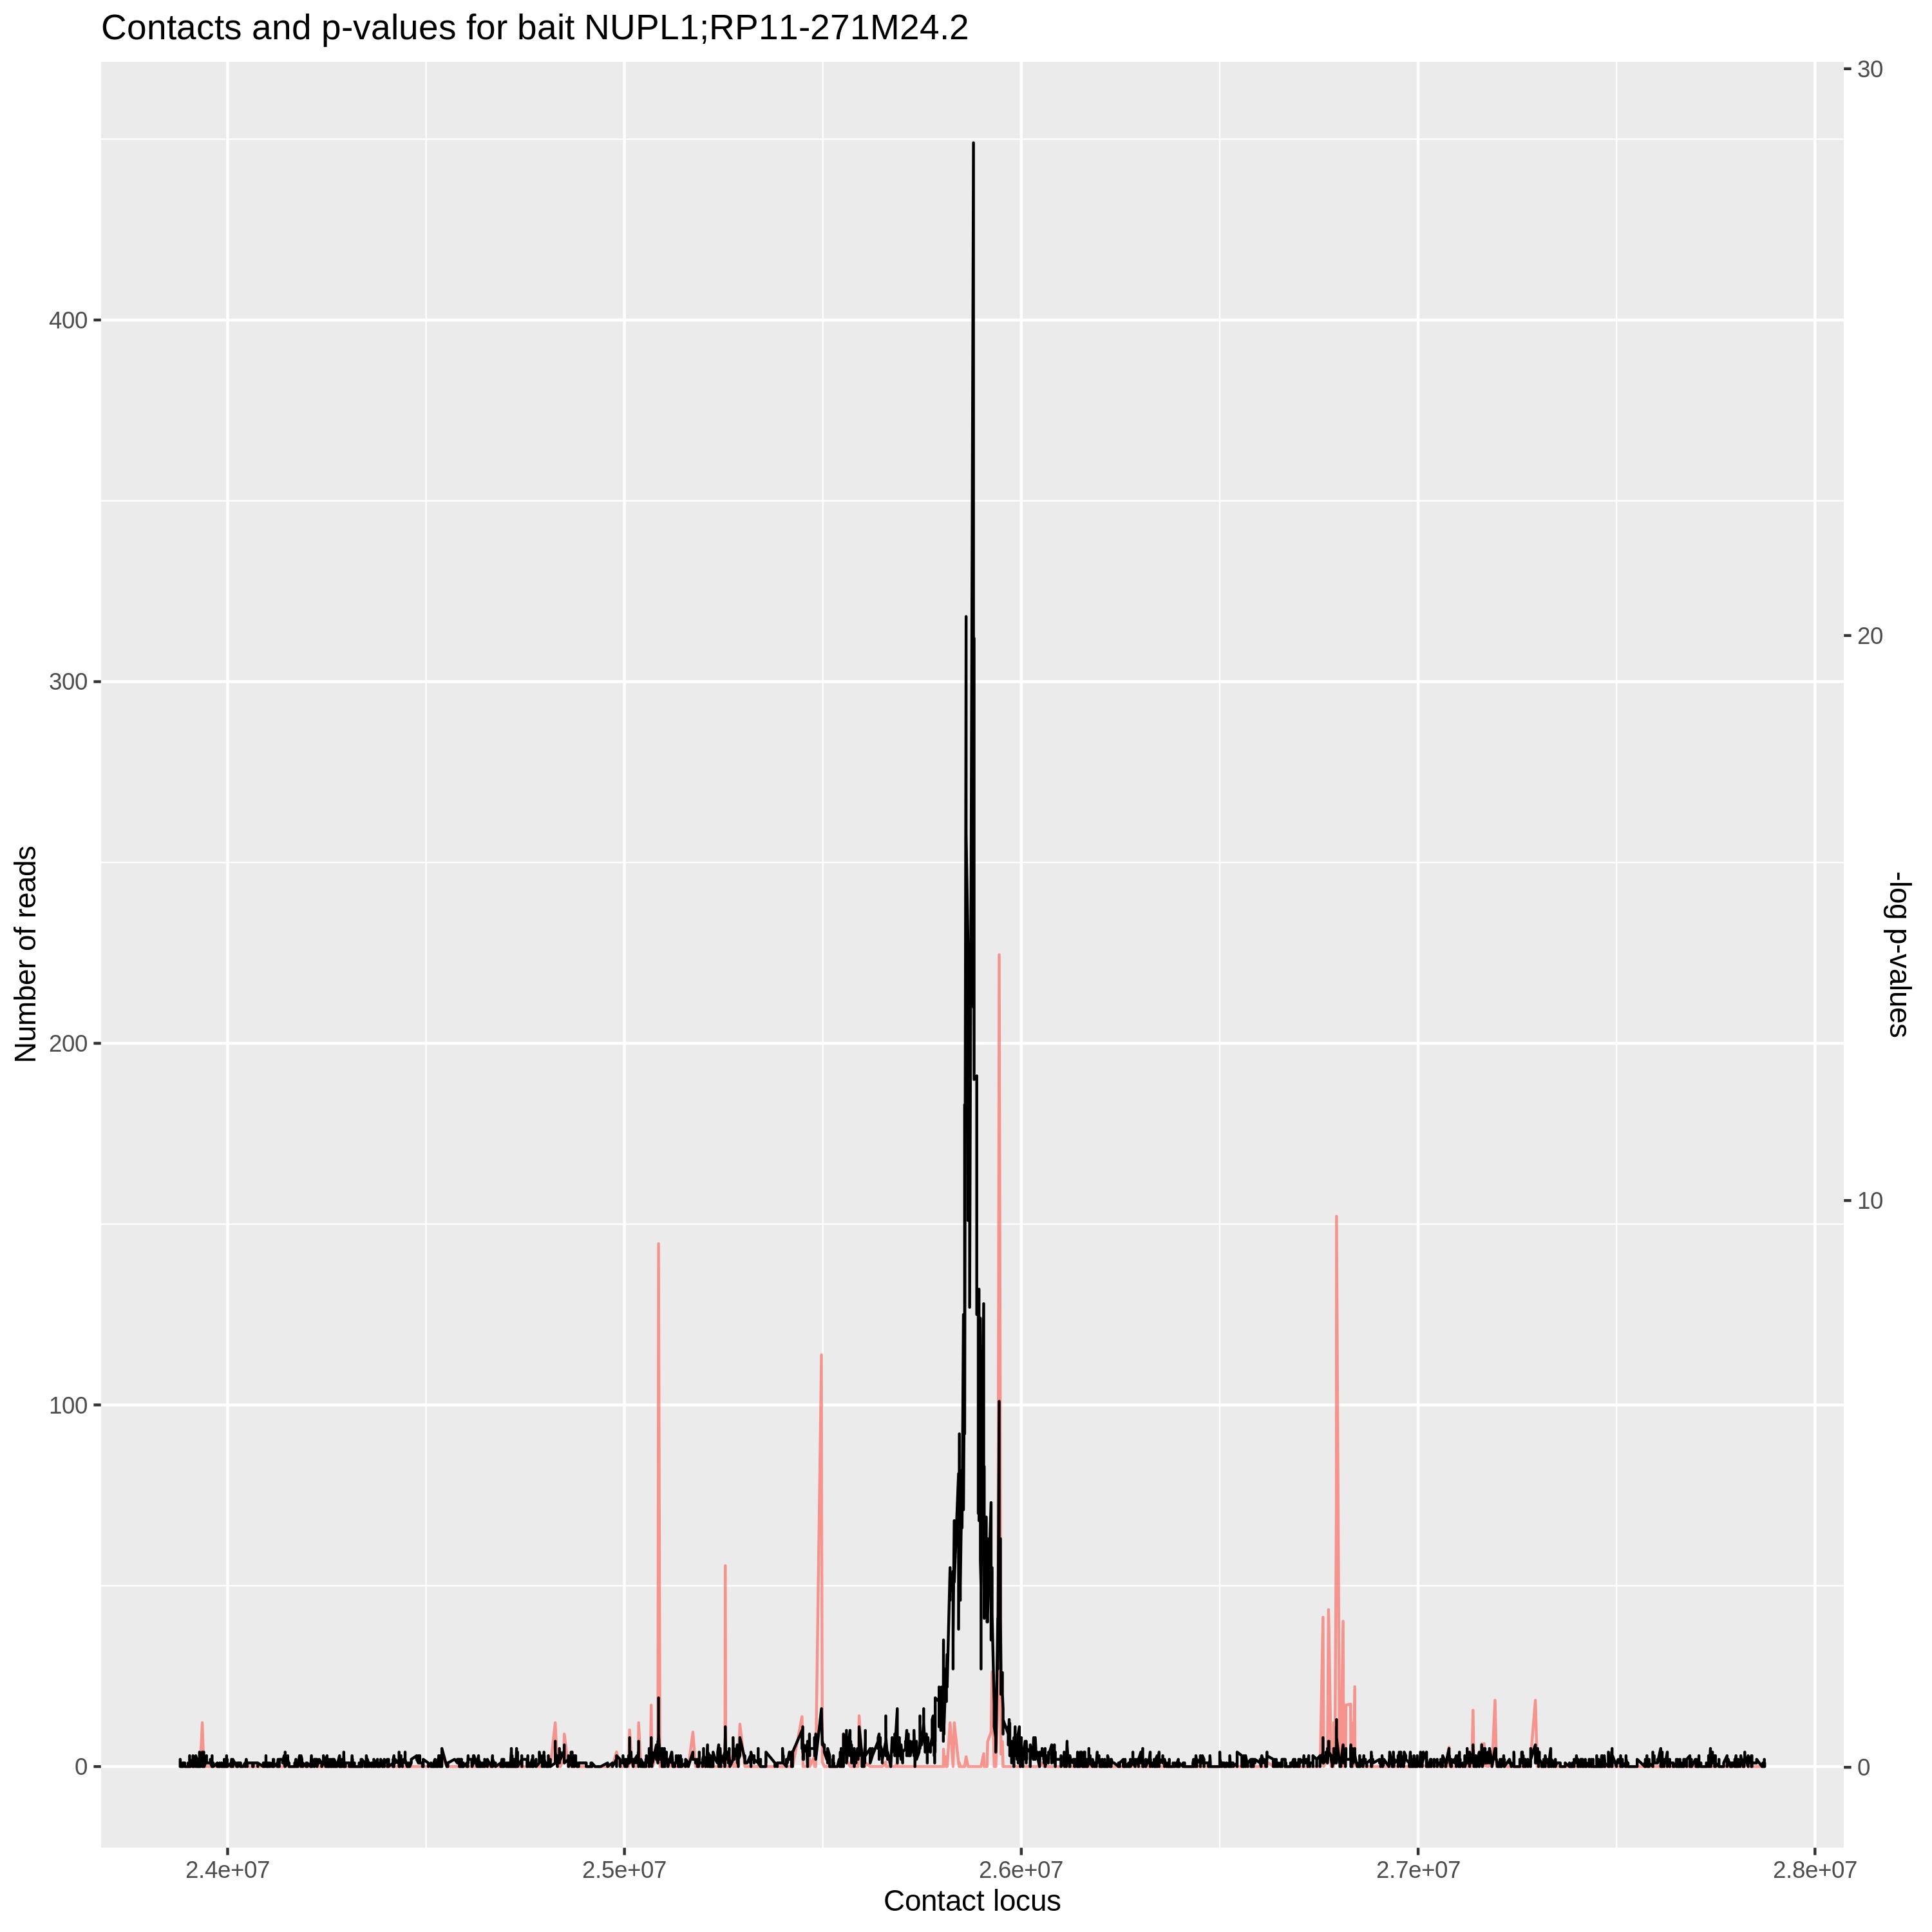 Contacts and p-values for bait NUPL1;RP11-271M24.2
Number of reads
400
300
200
100
0
30
20
10
0
-log p-values
2.4e+07
2.5e+07
2.6e+07
2.7e+07
2.8e+07
Contact locus